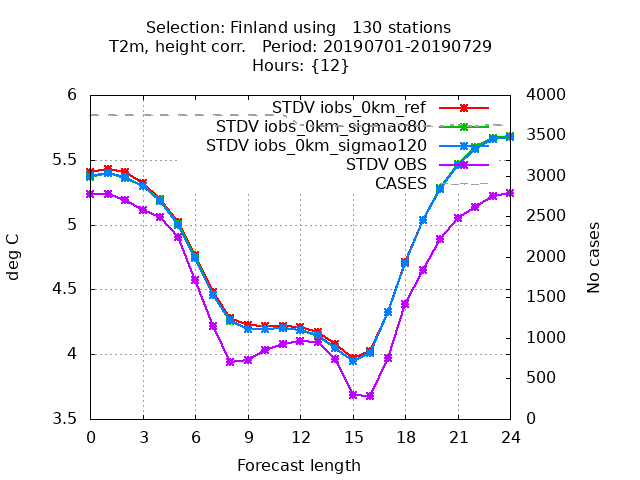 Selection: Finland using   130 stations
T2m, height corr.   Period: 20190701-20190729
Hours: {12}
STDV iobs_0km_ref
STDV iobs_0km_sigmao80
STDV iobs_0km_sigmao120
STDV OBS
CASES
deg C
6
5.5
5
4.5
4
3.5
No cases
4000
3500
3000
2500
2000
1500
1000
500
0
0 3 6 9 12 15 18 21 24
Forecast length